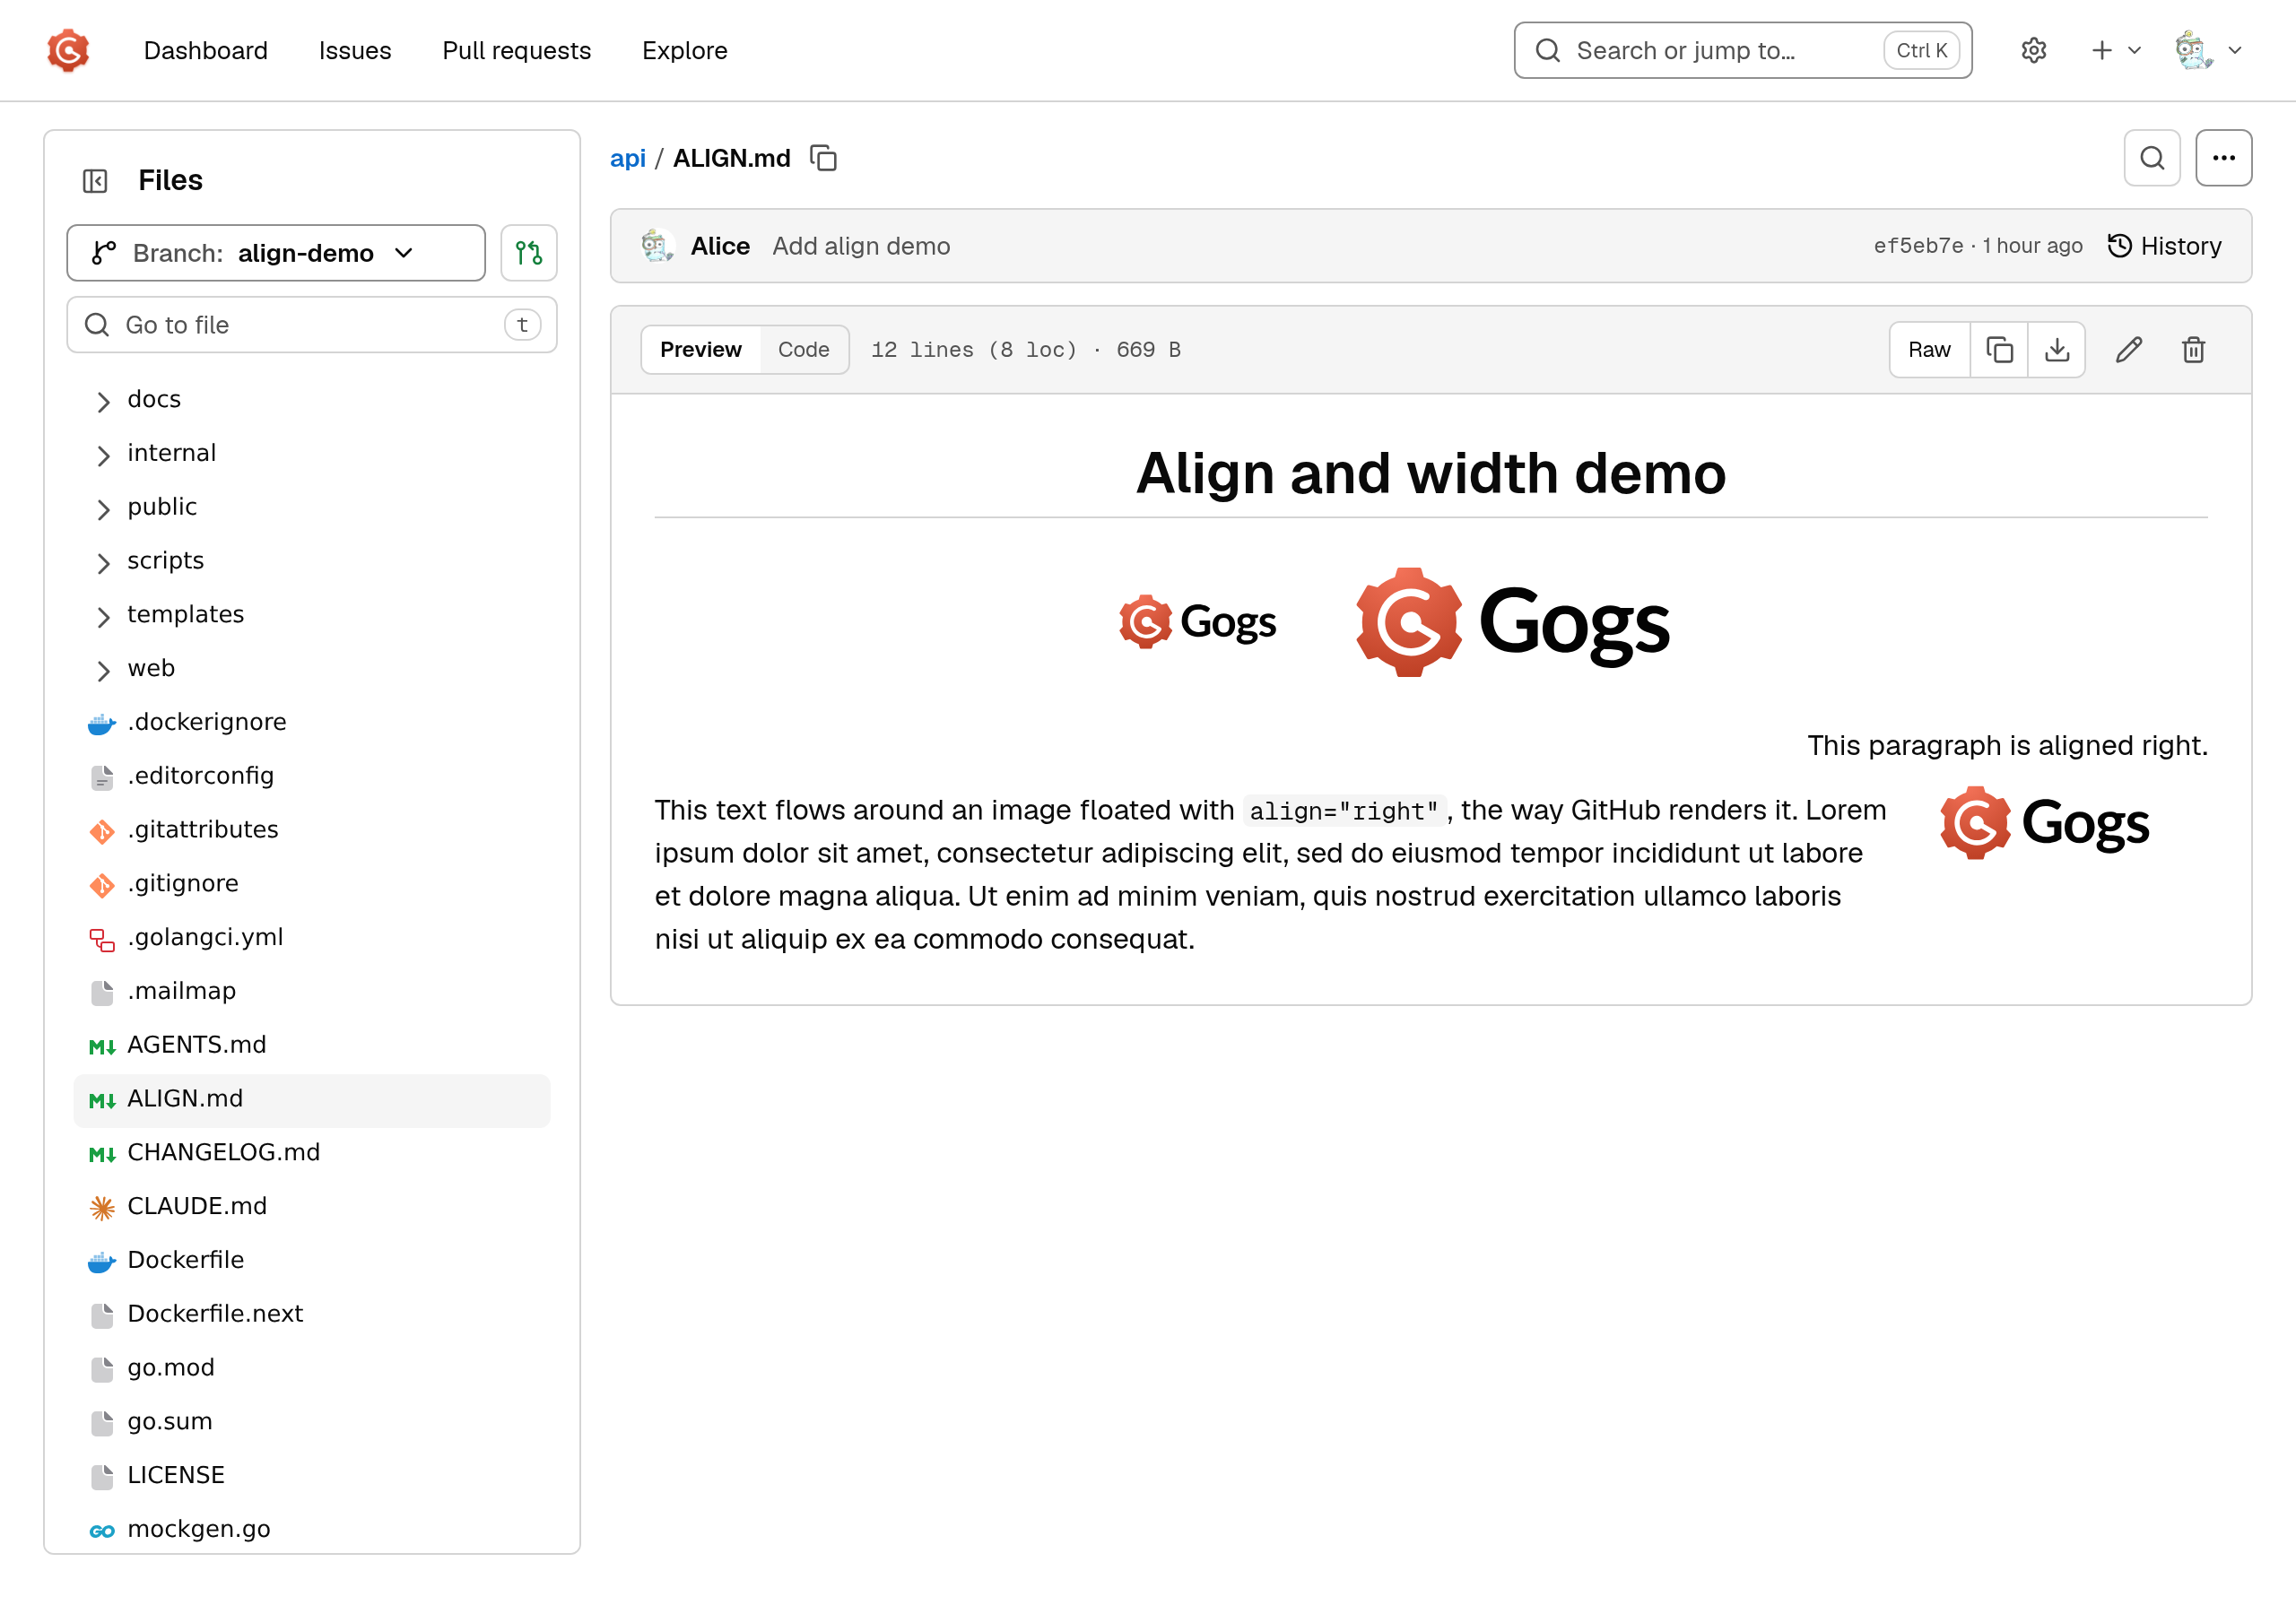 Dashboard Issues Pull requests Explore Search or jump to... Ctrl K
Files
Branch: align-demo
Go to file t
docs
internal
public
scripts
templates
web
.dockerignore
.editorconfig
.gitattributes
.gitignore
.golangci.yml
.mailmap
AGENTS.md
ALIGN.md
CHANGELOG.md
CLAUDE.md
Dockerfile
Dockerfile.next
go.mod
go.sum
LICENSE
mockgen.go
api / ALIGN.md
Alice Add align demo ef5eb7e · 1 hour ago History
Preview Code 12 lines (8 loc) · 669 B Raw
Align and width demo
Gogs Gogs
This paragraph is aligned right.
This text flows around an image floated with align="right", the way GitHub renders it. Lorem
ipsum dolor sit amet, consectetur adipiscing elit, sed do eiusmod tempor incididunt ut labore
et dolore magna aliqua. Ut enim ad minim veniam, quis nostrud exercitation ullamco laboris
nisi ut aliquip ex ea commodo consequat.
Gogs